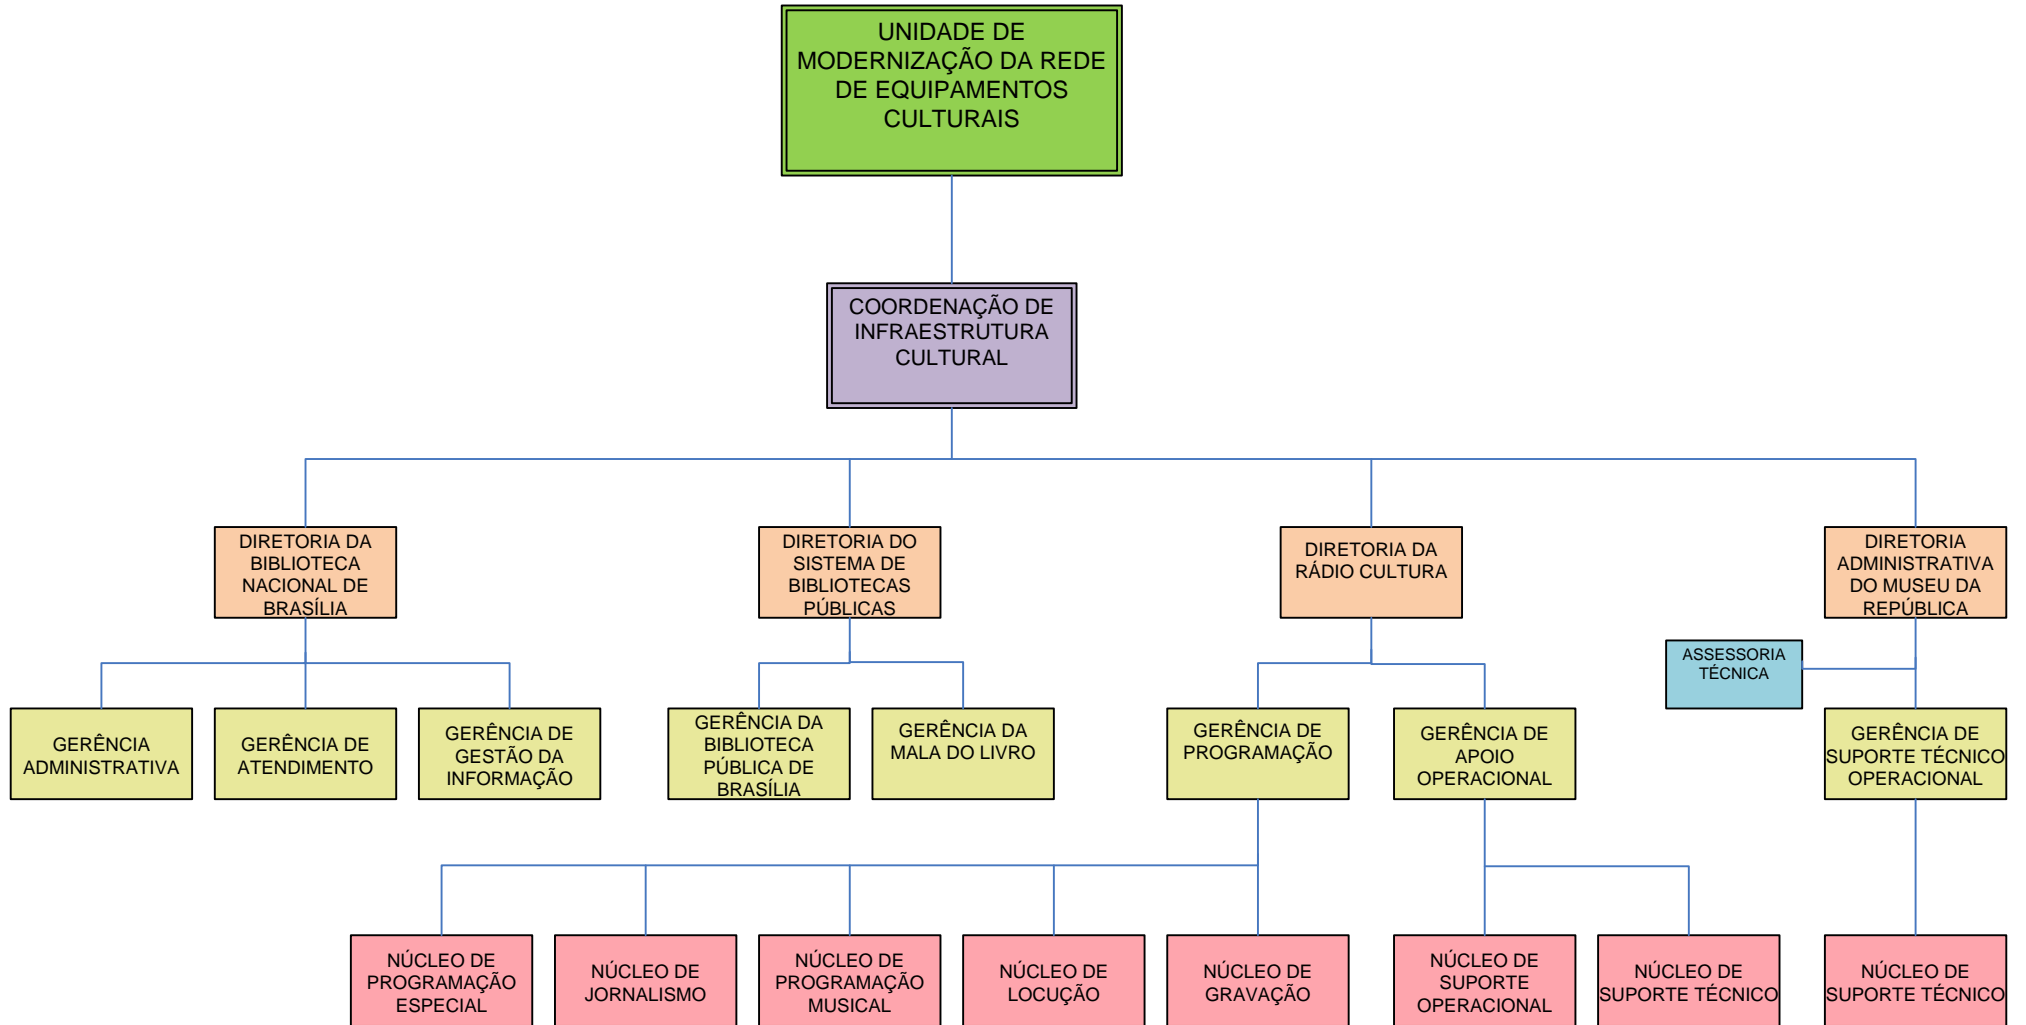 UNIDADE DE
MODERNIZAÇÃO DA REDE
DE EQUIPAMENTOS
CULTURAIS
COORDENAÇÃO DE
INFRAESTRUTURA
CULTURAL
DIRETORIA DA
BIBLIOTECA
NACIONAL DE
BRASÍLIA
DIRETORIA DO
SISTEMA DE
BIBLIOTECAS
PÚBLICAS
DIRETORIA DA
RÁDIO CULTURA
DIRETORIA
ADMINISTRATIVA
DO MUSEU DA
REPÚBLICA
ASSESSORIA
TÉCNICA
GERÊNCIA
ADMINISTRATIVA
GERÊNCIA DE
ATENDIMENTO
GERÊNCIA DE
GESTÃO DA
INFORMAÇÃO
GERÊNCIA DA
BIBLIOTECA
PÚBLICA DE
BRASÍLIA
GERÊNCIA DA
MALA DO LIVRO
GERÊNCIA DE
PROGRAMAÇÃO
GERÊNCIA DE
APOIO
OPERACIONAL
GERÊNCIA DE
SUPORTE TÉCNICO
OPERACIONAL
NÚCLEO DE
PROGRAMAÇÃO
ESPECIAL
NÚCLEO DE
JORNALISMO
NÚCLEO DE
PROGRAMAÇÃO
MUSICAL
NÚCLEO DE
LOCUÇÃO
NÚCLEO DE
GRAVAÇÃO
NÚCLEO DE
SUPORTE
OPERACIONAL
NÚCLEO DE
SUPORTE TÉCNICO
NÚCLEO DE
SUPORTE TÉCNICO